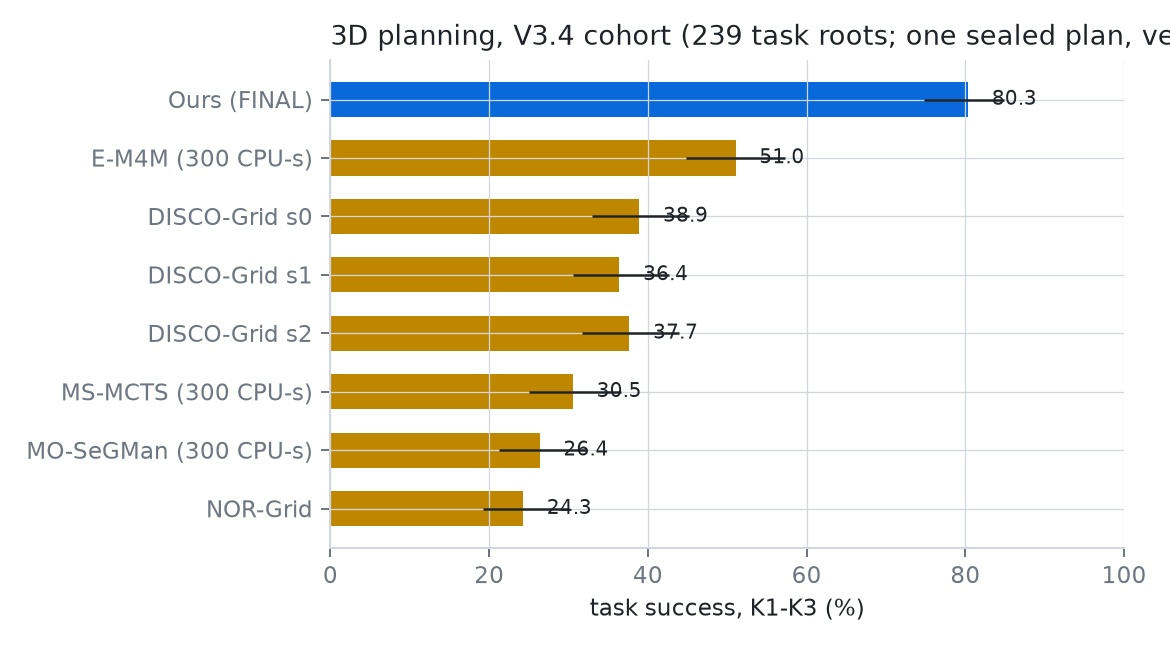 3D planning, V3.4 cohort (239 task roots; one sealed plan, ve
Ours (FINAL) 80.3
E-M4M (300 CPU-s) 51.0
DISCO-Grid s0 38.9
DISCO-Grid s1 36.4
DISCO-Grid s2 37.7
MS-MCTS (300 CPU-s) 30.5
MO-SeGMan (300 CPU-s) 26.4
NOR-Grid 24.3
0 20 40 60 80 100
task success, K1-K3 (%)